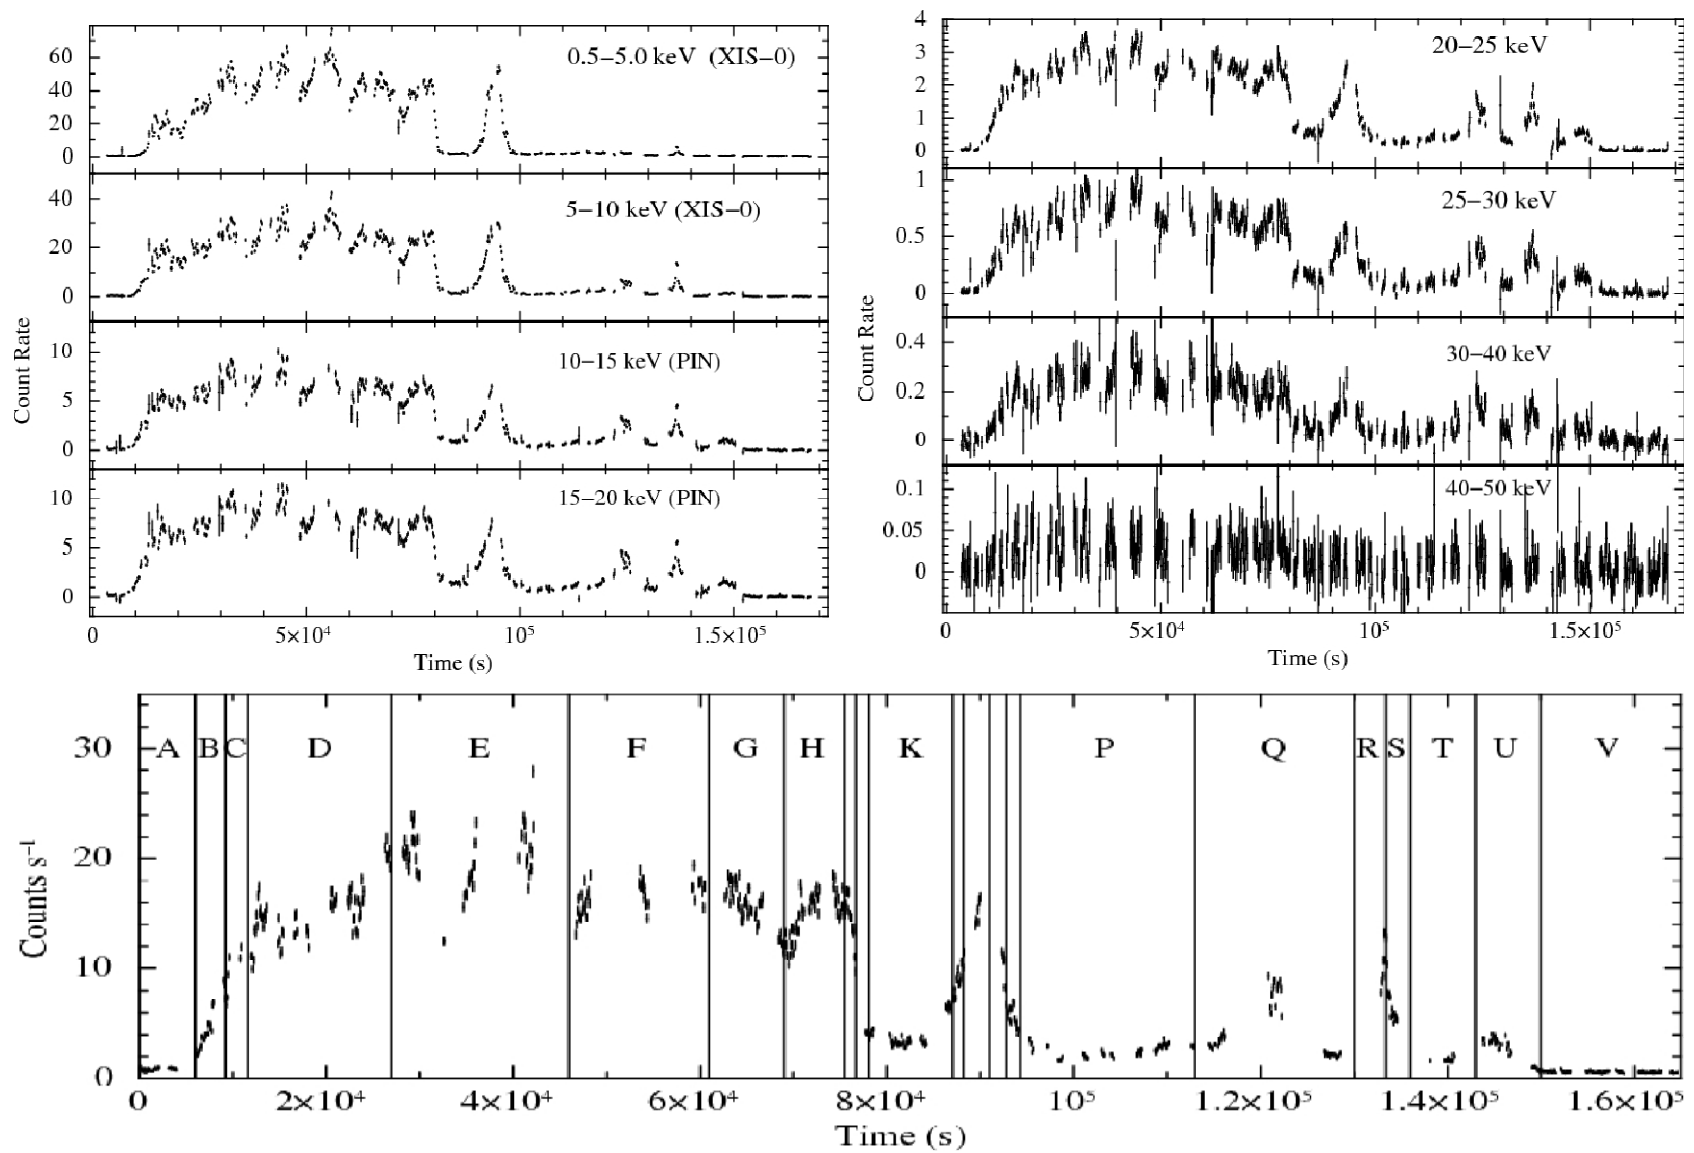 0.5–5.0 keV (XIS–0)
60
40
20
0
5–10 keV (XIS–0)
40
20
0
Count Rate
10–15 keV (PIN)
10
5
0
15–20 keV (PIN)
10
5
0
0 5×10⁴ 10⁵ 1.5×10⁵
Time (s)
20–25 keV
4
3
2
1
0
25–30 keV
1
0.5
0
Count Rate
30–40 keV
0.4
0.2
0
40–50 keV
0.1
0.05
0
0 5×10⁴ 10⁵ 1.5×10⁵
Time (s)
A B C D E F G H K P Q R S T U V
30
20
10
0
Counts s⁻¹
0 2×10⁴ 4×10⁴ 6×10⁴ 8×10⁴ 10⁵ 1.2×10⁵ 1.4×10⁵ 1.6×10⁵
Time (s)